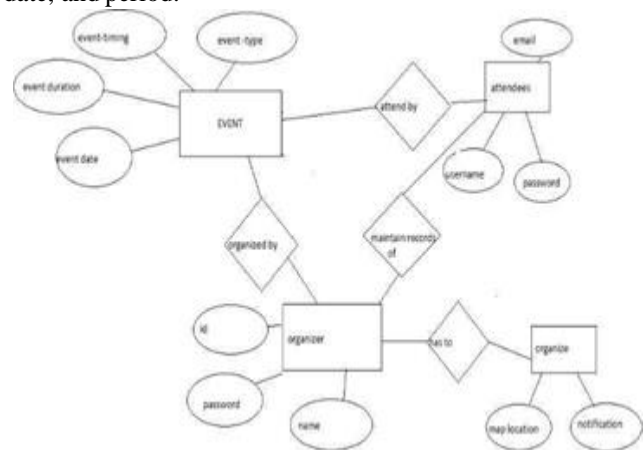 date, and period.
event-timing
event -type
email
event duration
EVENT
attend by
attendees
event date
username
password
organized by
maintain records
of
id
organizer
has to
organize
password
name
map location
notification